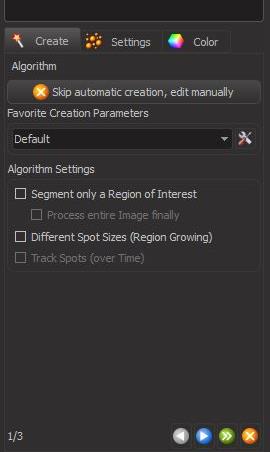 Create
Settings
Color
Algorithm
Skip automatic creation, edit manually
Favorite Creation Parameters
Default
Algorithm Settings
Segment only a Region of Interest
Process entire Image finally
Different Spot Sizes (Region Growing)
Track Spots (over Time)
1/3